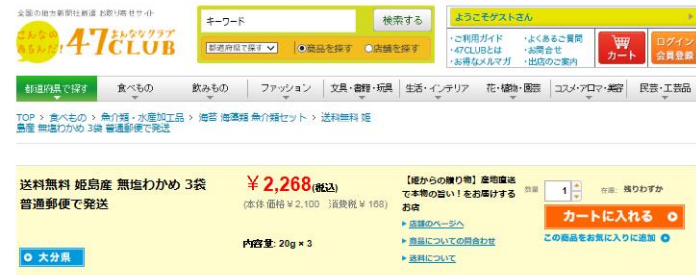 全国の地方新聞社厳選 お取り寄せサイト
こんなの あるんだ! 47CLUB よんななクラブ
キーワード 検索する
都道府県で探す 商品を探す 店舗を探す
ようこそゲストさん
・ご利用ガイド ・よくあるご質問
・47CLUBとは ・お問合せ
・お得なメルマガ ・出店のご案内
カート
ログイン
会員登録
都道府県で探す 食べもの 飲みもの ファッション 文具・書籍・玩具 生活・インテリア 花・植物・園芸 コスメ・アロマ・美容 民芸・工芸品
TOP > 食べもの > 魚介類・水産加工品 > 海苔 海藻類 魚介類セット > 送料無料 姫
島産 無塩わかめ 3袋 普通郵便で発送
送料無料 姫島産 無塩わかめ 3袋
普通郵便で発送
大分県
¥2,268(税込)
(本体価格¥2,100 消費税¥168)
内容量: 20g × 3
【姫からの贈り物】産地直送
で本物の旨い!をお届けする
お店
店舗のページへ
商品についての問合わせ
送料について
数量 1 在庫: 残りわずか
カートに入れる
この商品をお気に入りに追加